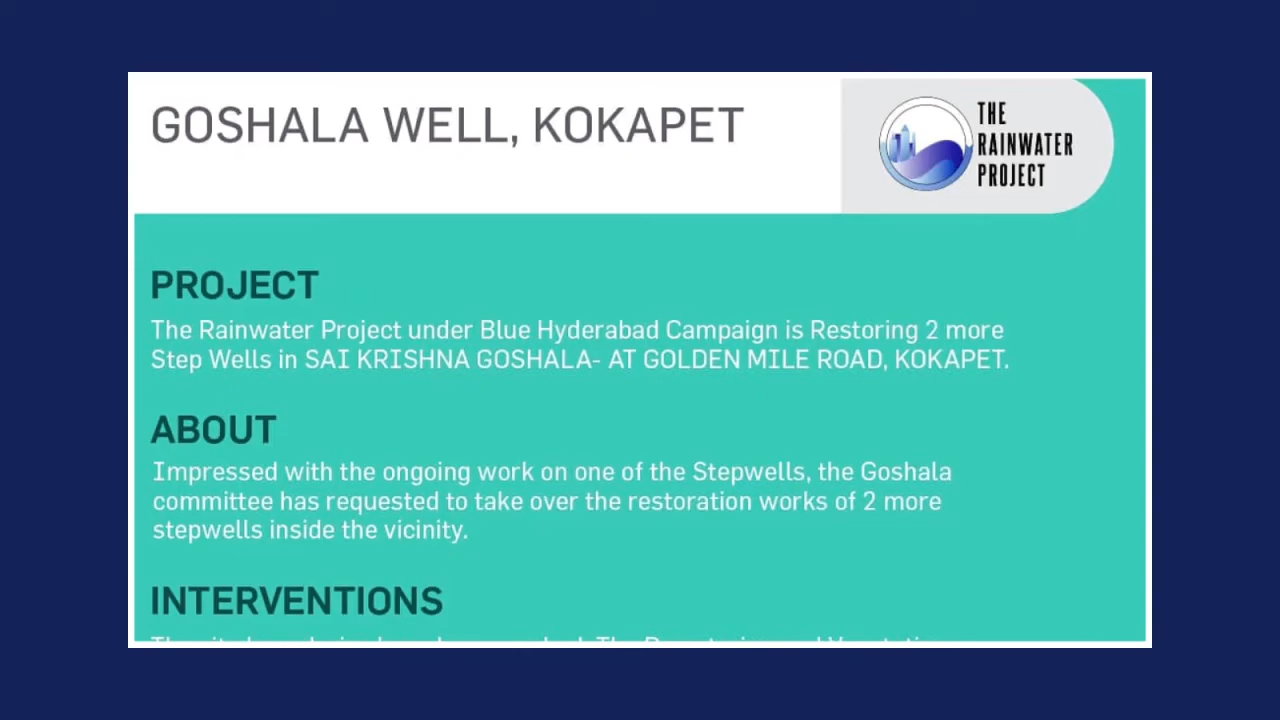 GOSHALA WELL, KOKAPET
THE
RAINWATER
PROJECT
PROJECT
The Rainwater Project under Blue Hyderabad Campaign is Restoring 2 more
Step Wells in SAI KRISHNA GOSHALA- AT GOLDEN MILE ROAD, KOKAPET.
ABOUT
Impressed with the ongoing work on one of the Stepwells, the Goshala
committee has requested to take over the restoration works of 2 more
stepwells inside the vicinity.
INTERVENTIONS